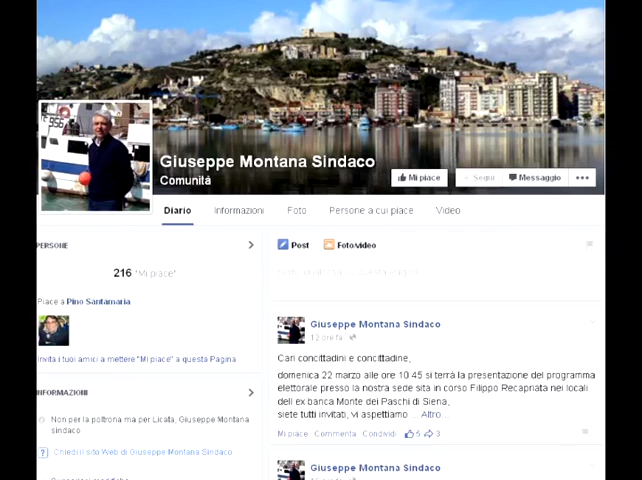 Giuseppe Montana Sindaco
Comunità
Mi piace
Segui
Messaggio
Diario Informazioni Foto Persone a cui piace Video
PERSONE
216 "Mi piace"
Piace a Pino Santamaria
Invita i tuoi amici a mettere "Mi piace" a questa Pagina
INFORMAZIONI
Non per la poltrona ma per Licata, Giuseppe Montana
sindaco
Chiedi il sito Web di Giuseppe Montana Sindaco
Post Foto/video
Giuseppe Montana Sindaco
12 ore fa
Cari concittadini e concittadine,
domenica 22 marzo alle ore 10 45 si terrà la presentazione del programma
elettorale presso la nostra sede sita in corso Filippo Recapriata nei locali
dell ex banca Monte dei Paschi di Siena,
siete tutti invitati, vi aspettiamo ... Altro...
Mi piace Commenta Condividi 5 3
Giuseppe Montana Sindaco